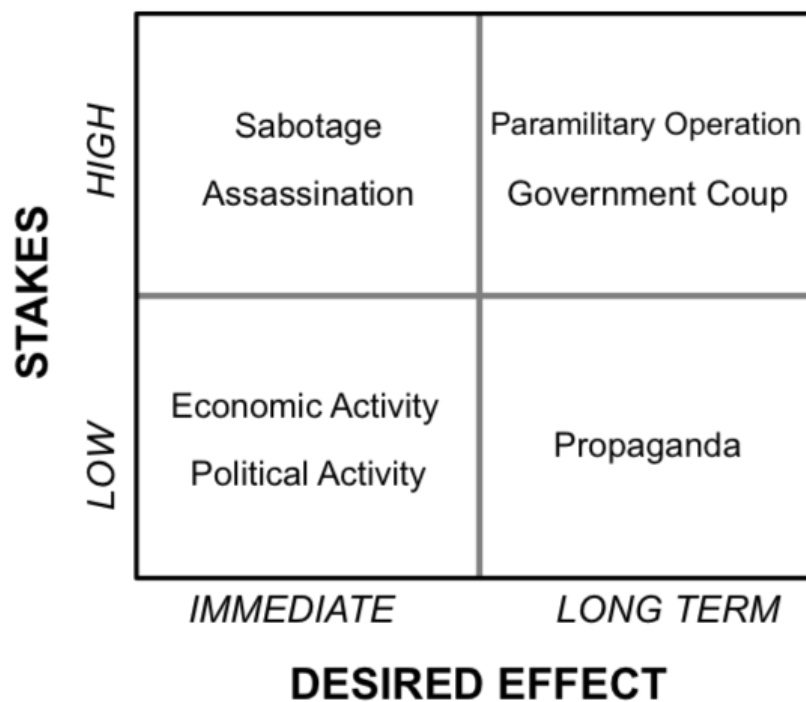 STAKES
HIGH
Sabotage
Assassination
Paramilitary Operation
Government Coup
LOW
Economic Activity
Political Activity
Propaganda
IMMEDIATE
LONG TERM
DESIRED EFFECT